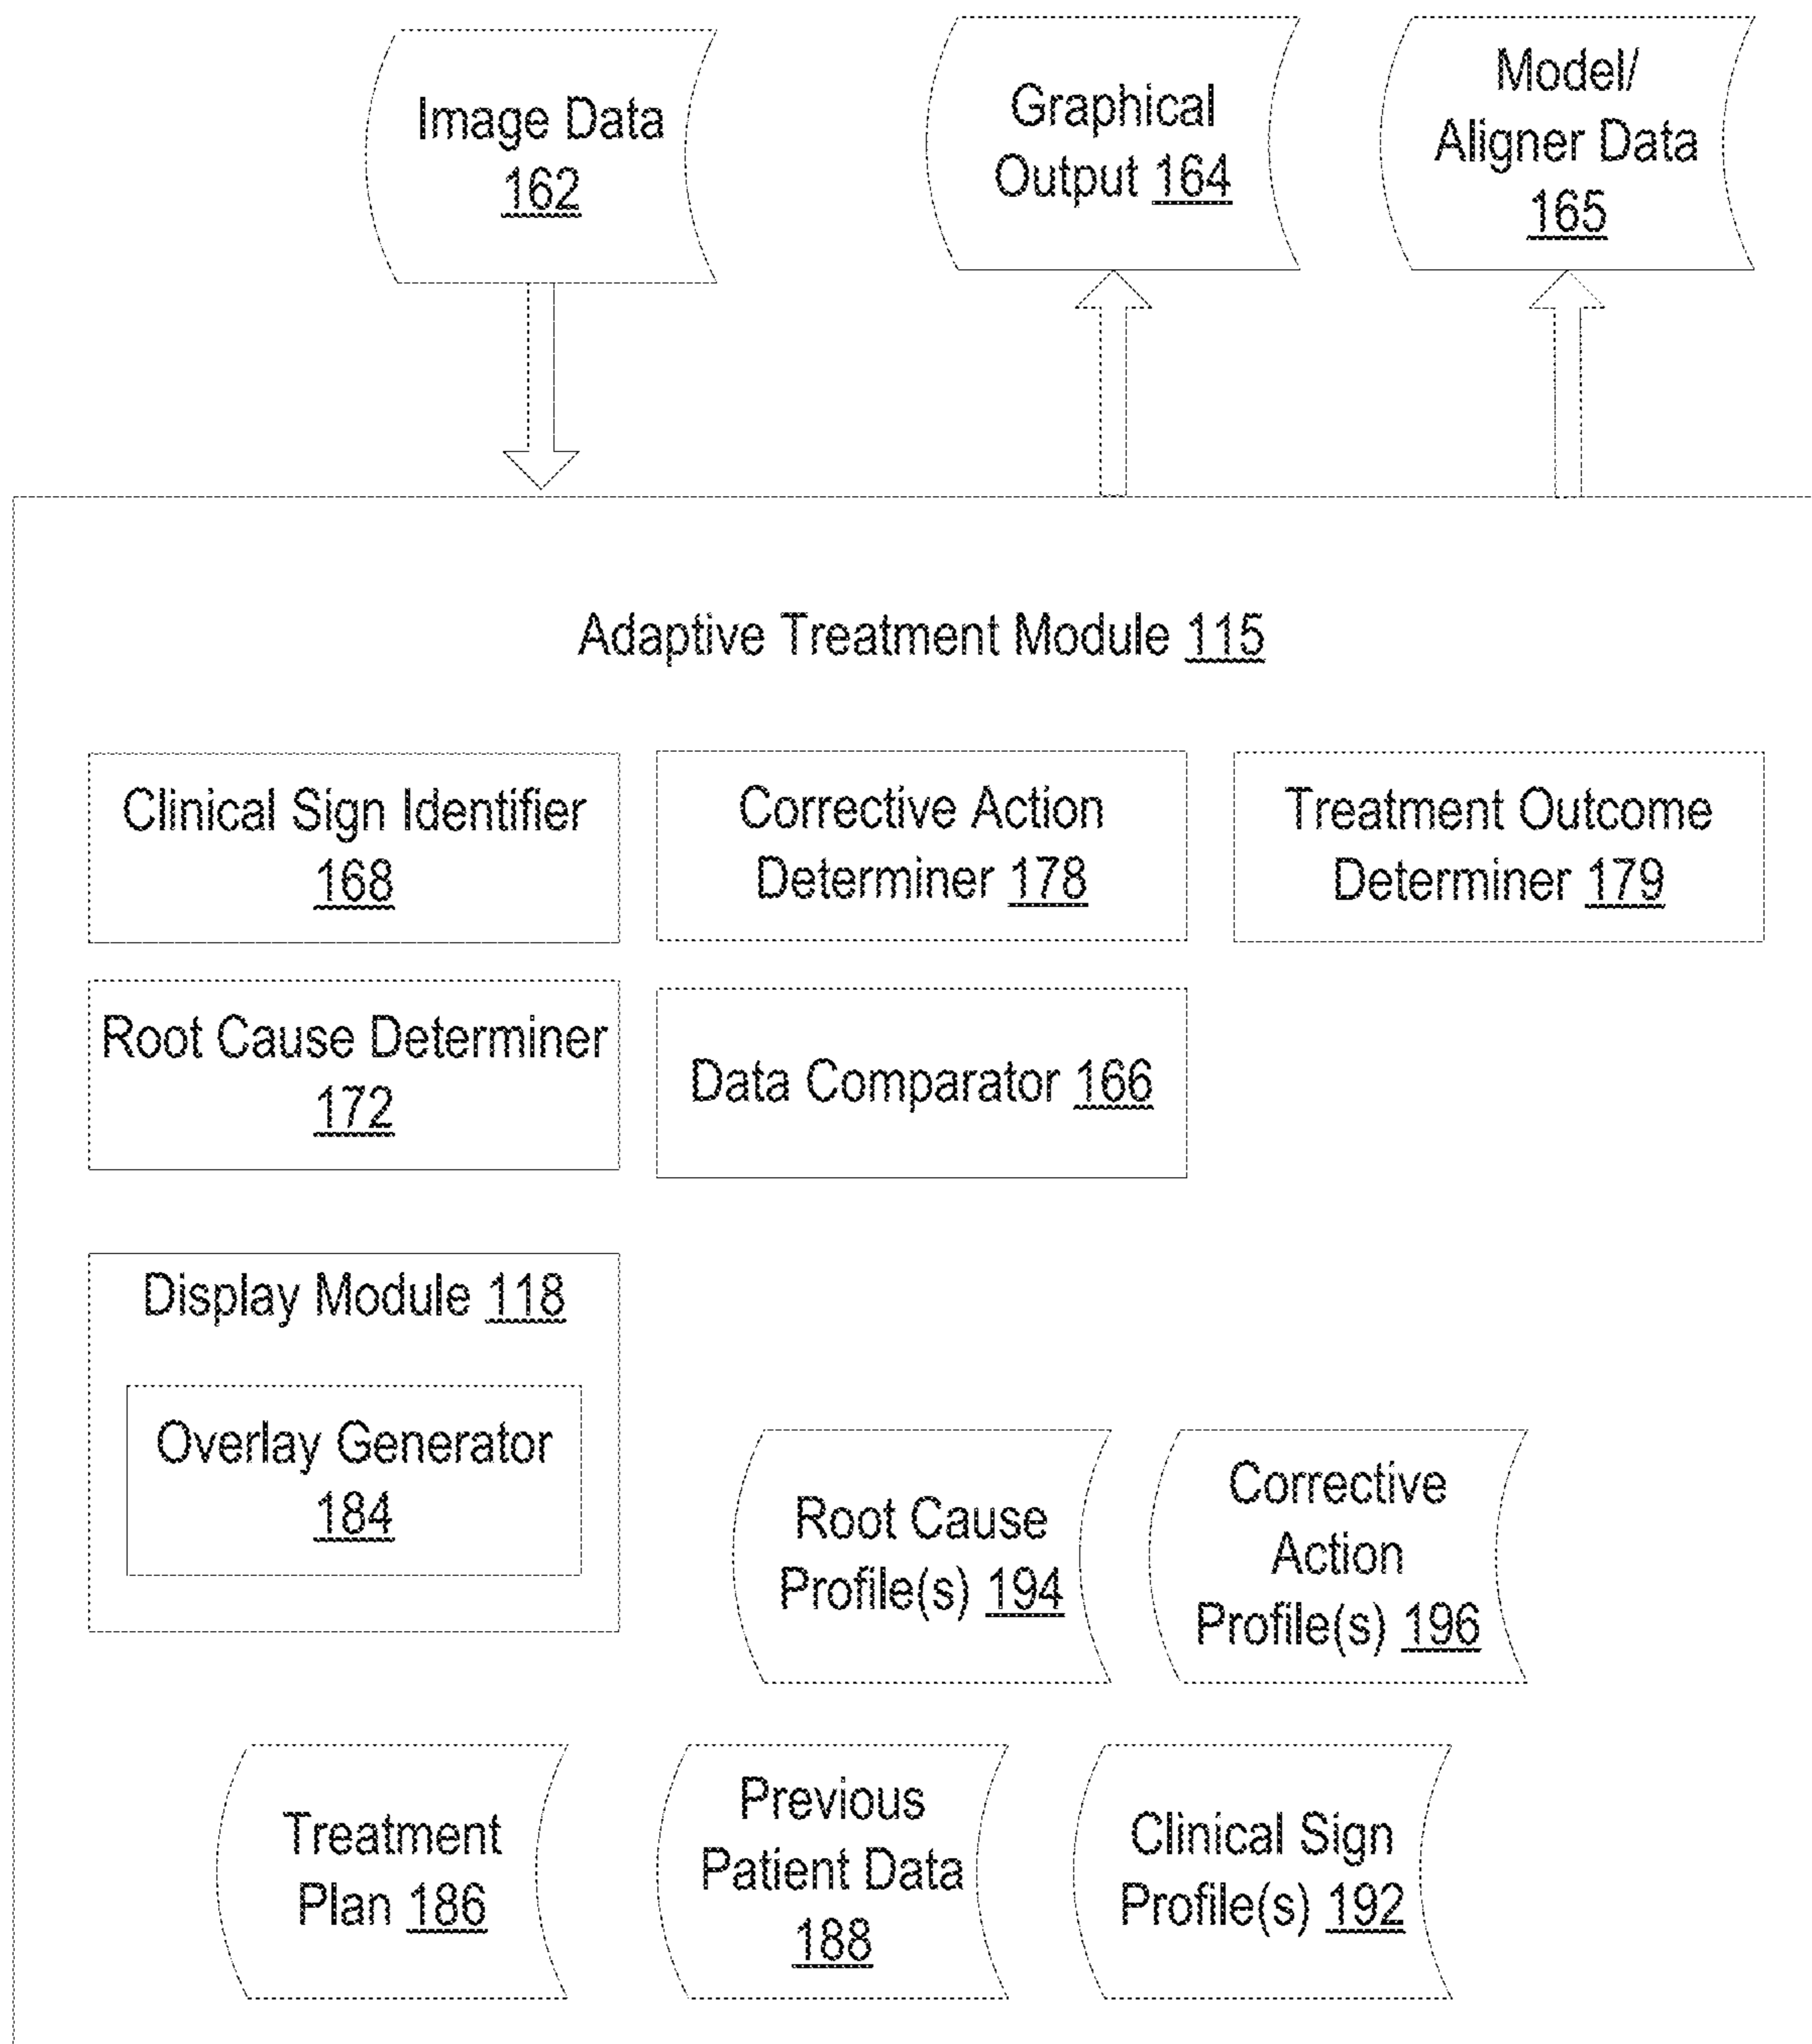 Image Data
162
Graphical
Output 164
Model/
Aligner Data
165
Adaptive Treatment Module 115
Clinical Sign Identifier
168
Corrective Action
Determiner 178
Treatment Outcome
Determiner 179
Root Cause Determiner
172
Data Comparator 166
Display Module 118
Overlay Generator
184
Root Cause
Profile(s) 194
Corrective
Action
Profile(s) 196
Treatment
Plan 186
Previous
Patient Data
188
Clinical Sign
Profile(s) 192